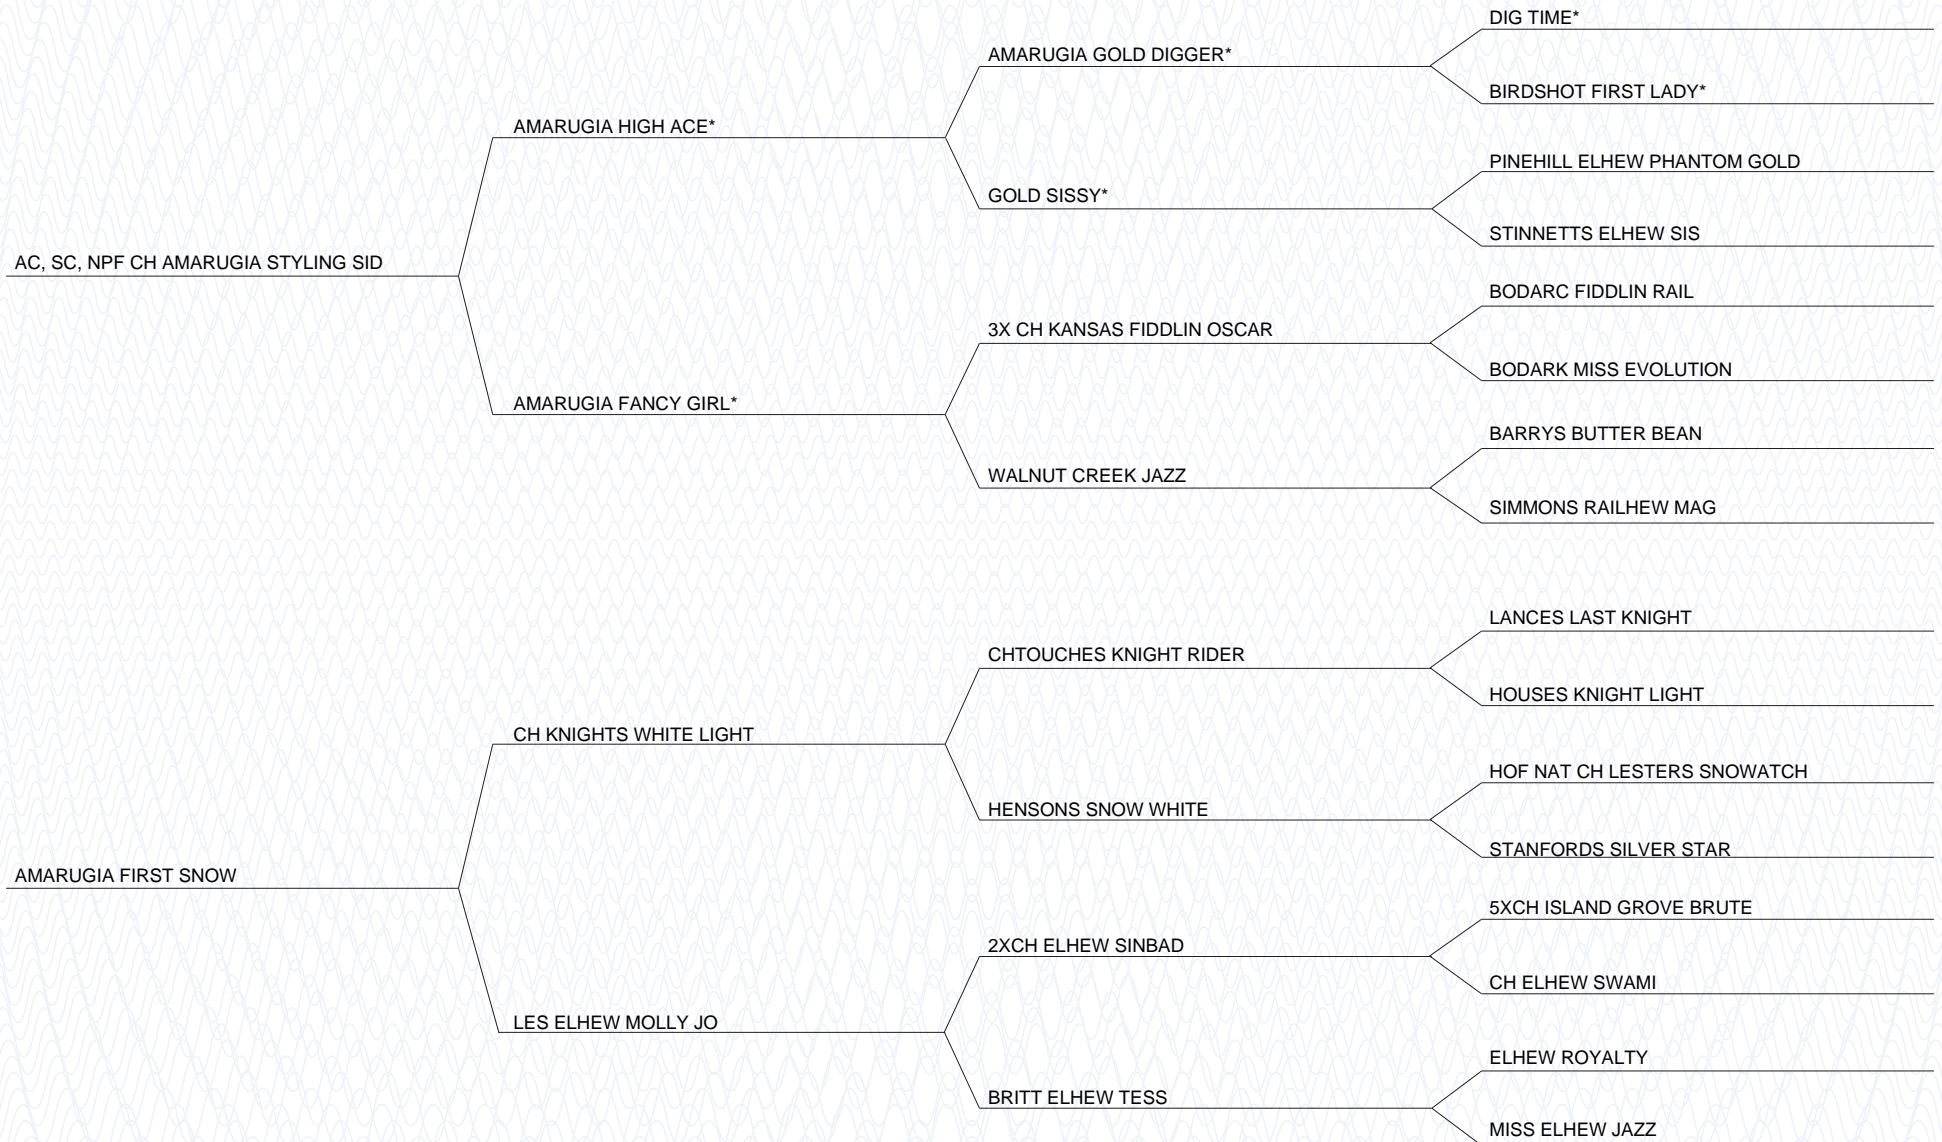 DIG TIME*
AMARUGIA GOLD DIGGER*
BIRDSHOT FIRST LADY*
AMARUGIA HIGH ACE*
PINEHILL ELHEW PHANTOM GOLD
GOLD SISSY*
STINNETTS ELHEW SIS
AC, SC, NPF CH AMARUGIA STYLING SID
BODARC FIDDLIN RAIL
3X CH KANSAS FIDDLIN OSCAR
BODARK MISS EVOLUTION
AMARUGIA FANCY GIRL*
BARRYS BUTTER BEAN
WALNUT CREEK JAZZ
SIMMONS RAILHEW MAG
LANCES LAST KNIGHT
CHTOUCHES KNIGHT RIDER
HOUSES KNIGHT LIGHT
CH KNIGHTS WHITE LIGHT
HOF NAT CH LESTERS SNOWATCH
HENSONS SNOW WHITE
STANFORDS SILVER STAR
AMARUGIA FIRST SNOW
5XCH ISLAND GROVE BRUTE
2XCH ELHEW SINBAD
CH ELHEW SWAMI
LES ELHEW MOLLY JO
ELHEW ROYALTY
BRITT ELHEW TESS
MISS ELHEW JAZZ